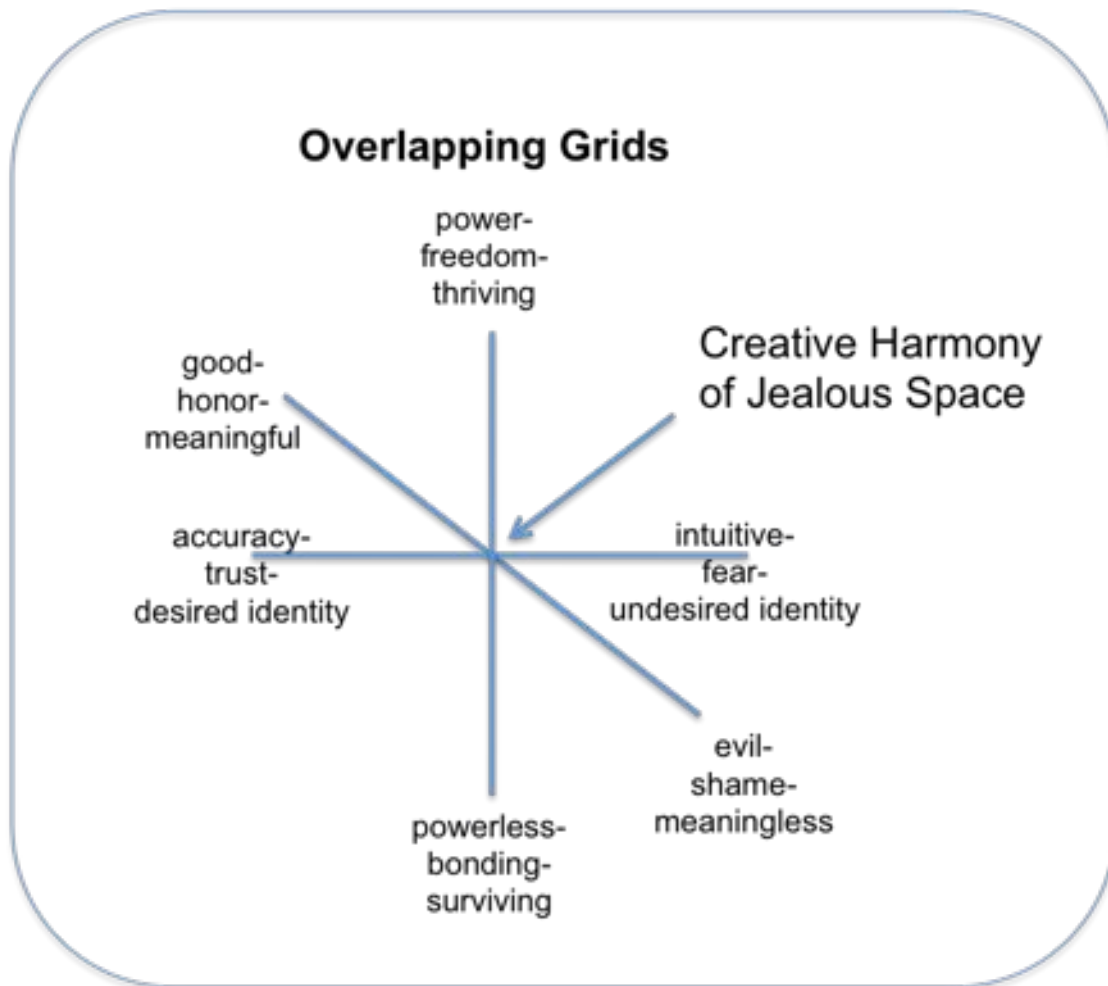 Overlapping Grids
power-
freedom-
thriving
Creative Harmony
of Jealous Space
good-
honor-
meaningful
accuracy-
trust-
desired identity
intuitive-
fear-
undesired identity
evil-
shame-
meaningless
powerless-
bonding-
surviving